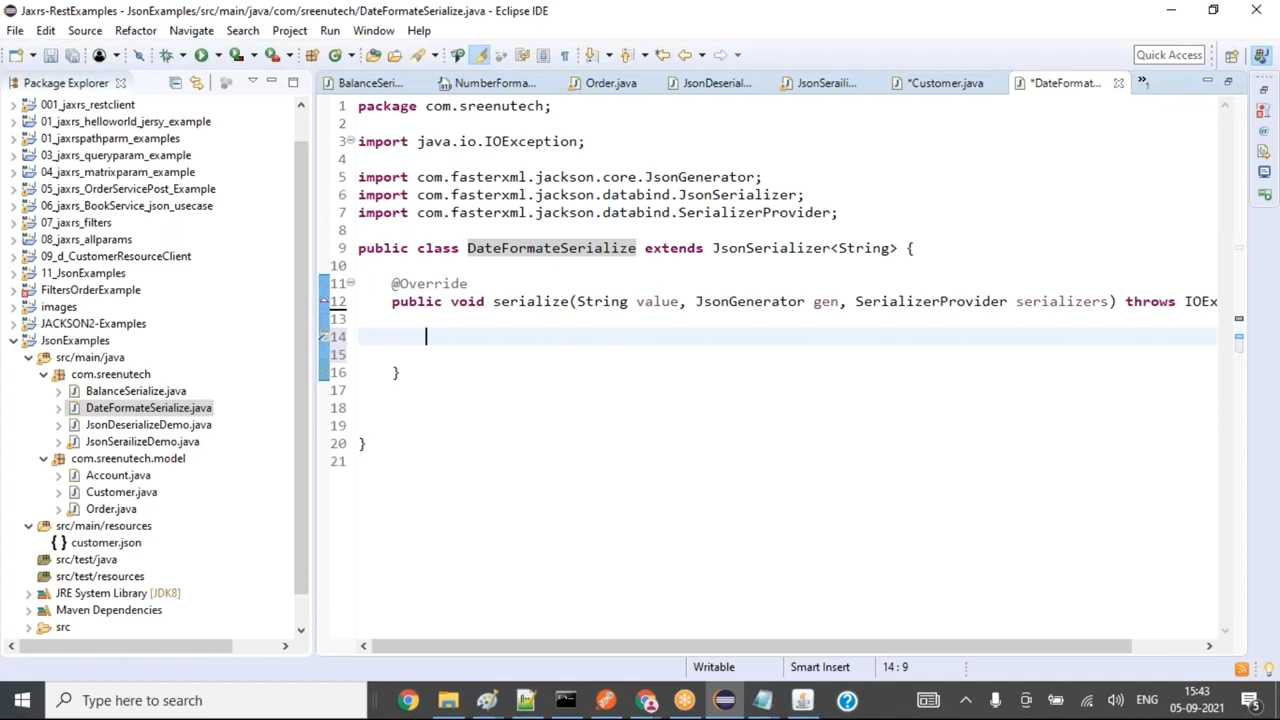 Jaxrs-RestExamples - JsonExamples/src/main/java/com/sreenutech/DateFormateSerialize.java - Eclipse IDE
File Edit Source Refactor Navigate Search Project Run Window Help
Quick Access
Package Explorer
BalanceSeri... NumberForma... Order.java JsonDeserial... JsonSeraili... *Customer.java *DateFormat... »1
001_jaxrs_restclient
01_jaxrs_helloworld_jersy_example
01_jaxrspathparm_examples
03_jaxrs_queryparam_example
04_jaxrs_matrixparam_example
05_jaxrs_OrderServicePost_Example
06_jaxrs_BookService_json_usecase
07_jaxrs_filters
08_jaxrs_allparams
09_d_CustomerResourceClient
11_JsonExamples
FiltersOrderExample
images
JACKSON2-Examples
JsonExamples
src/main/java
com.sreenutech
BalanceSerialize.java
DateFormateSerialize.java
JsonDeserializeDemo.java
JsonSerailizeDemo.java
com.sreenutech.model
Account.java
Customer.java
Order.java
src/main/resources
customer.json
src/test/java
src/test/resources
JRE System Library [JDK8]
Maven Dependencies
src
1 package com.sreenutech;
2
3 import java.io.IOException;
4
5 import com.fasterxml.jackson.core.JsonGenerator;
6 import com.fasterxml.jackson.databind.JsonSerializer;
7 import com.fasterxml.jackson.databind.SerializerProvider;
8
9 public class DateFormateSerialize extends JsonSerializer<String> {
10
11 @Override
12 public void serialize(String value, JsonGenerator gen, SerializerProvider serializers) throws IOEx
13
14
15
16 }
17
18
19
20 }
21
Writable Smart Insert 14 : 9
Type here to search
ENG
15:43
05-09-2021
5